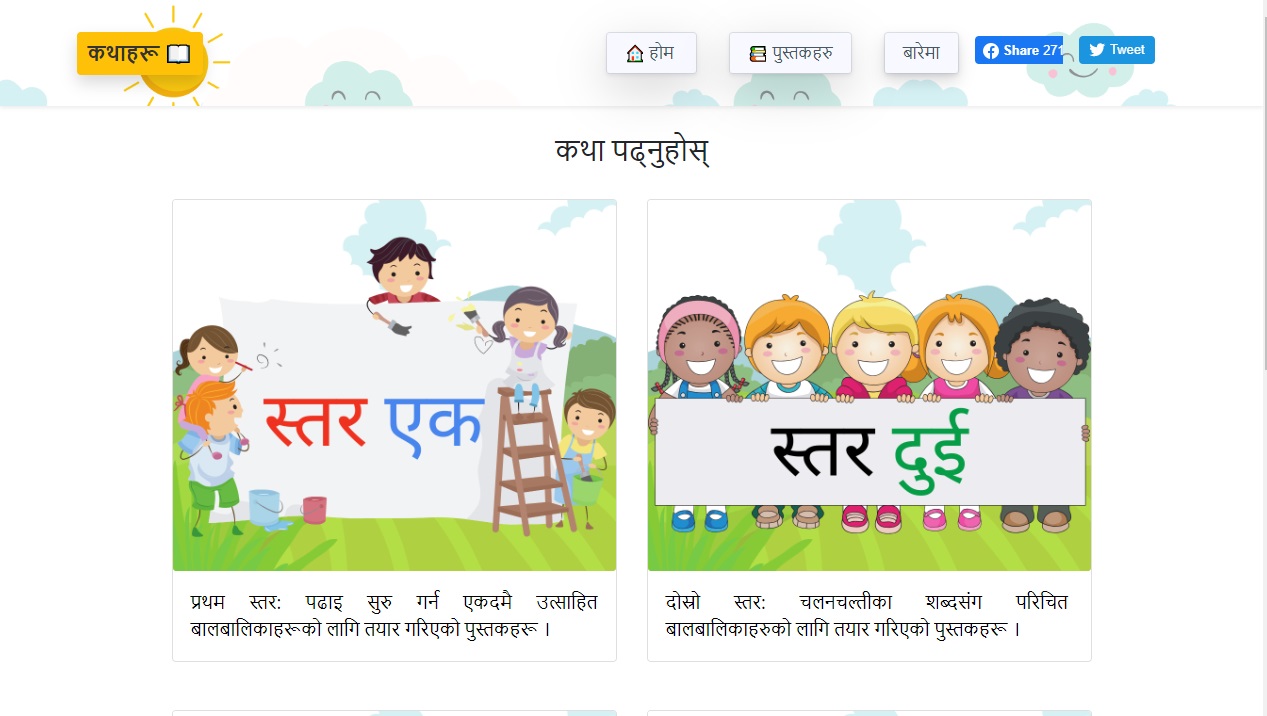 कथाहरू
होम
पुस्तकहरु
बारेमा
Share 271
Tweet
कथा पढ्नुहोस्
स्तर एक
स्तर दुई
प्रथम स्तर: पढाइ सुरु गर्न एकदमै उत्साहित
बालबालिकाहरूको लागि तयार गरिएको पुस्तकहरू ।
दोस्रो स्तर: चलनचल्तीका शब्दसंग परिचित
बालबालिकाहरुको लागि तयार गरिएको पुस्तकहरू ।